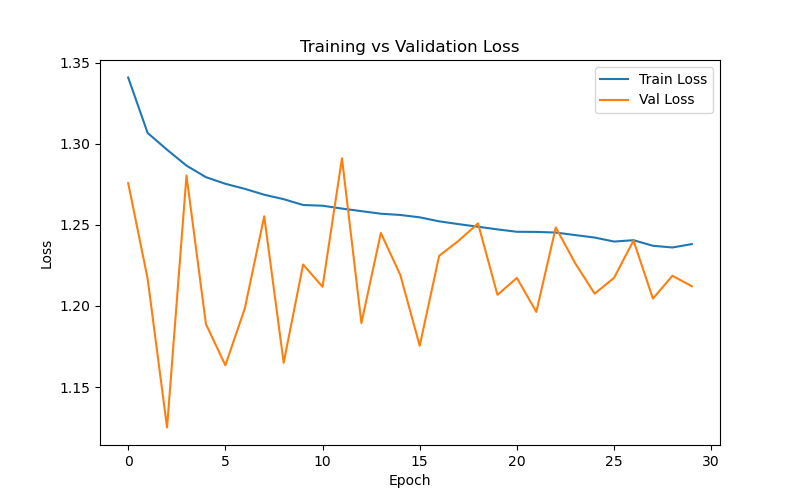 Training vs Validation Loss
Train Loss
Val Loss
1.35
1.30
1.25
1.20
1.15
Loss
0 5 10 15 20 25 30
Epoch